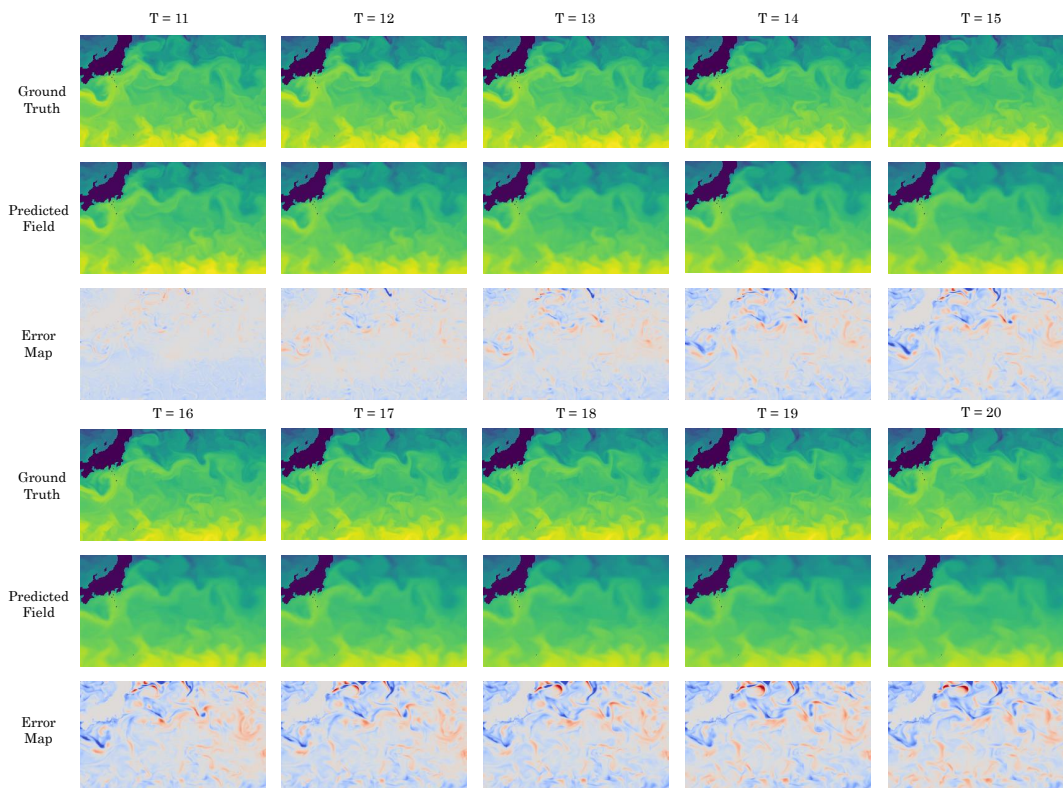 T = 11 T = 12 T = 13 T = 14 T = 15
Ground
Truth
Predicted
Field
Error
Map
T = 16 T = 17 T = 18 T = 19 T = 20
Ground
Truth
Predicted
Field
Error
Map